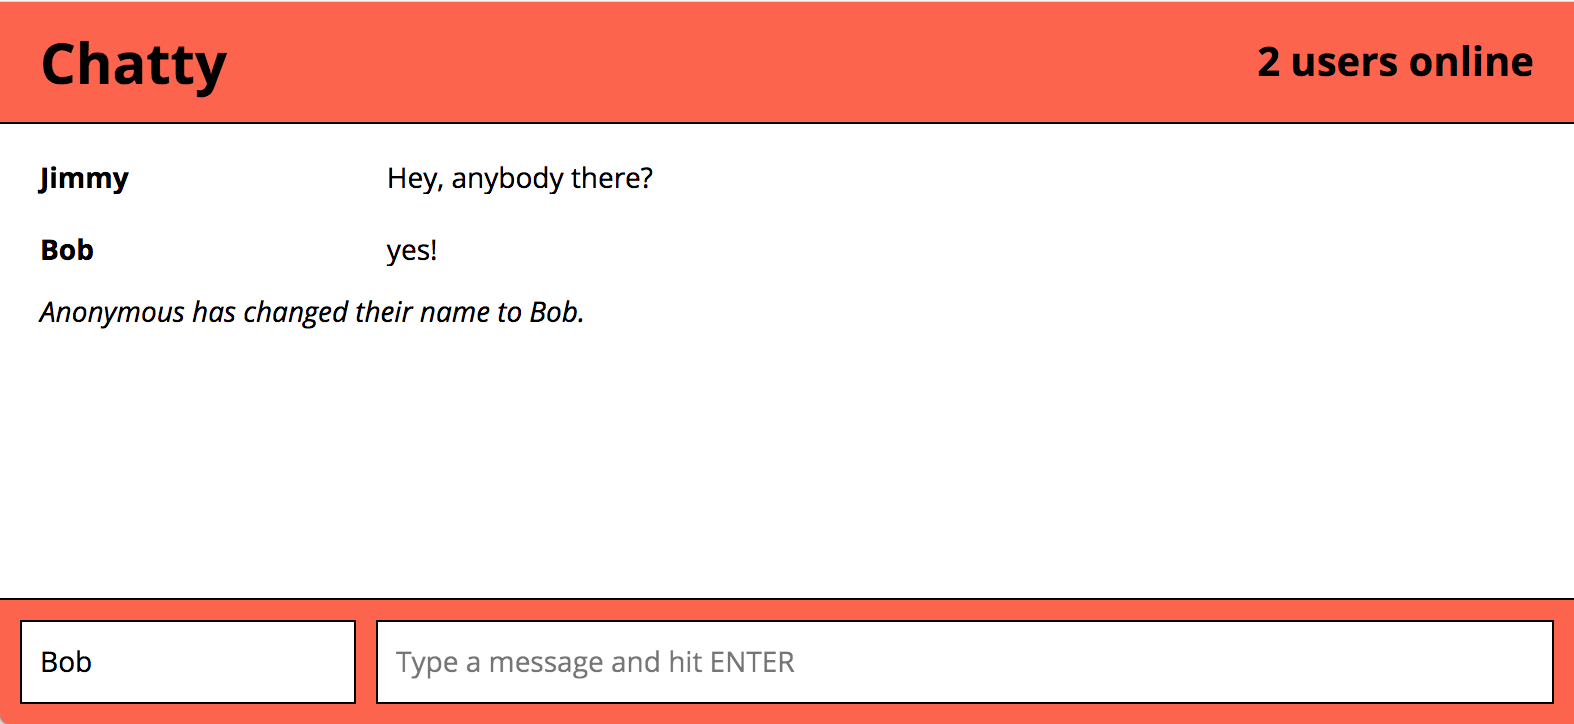 Chatty
2 users online
Jimmy Hey, anybody there?
Bob yes!
Anonymous has changed their name to Bob.
Bob Type a message and hit ENTER